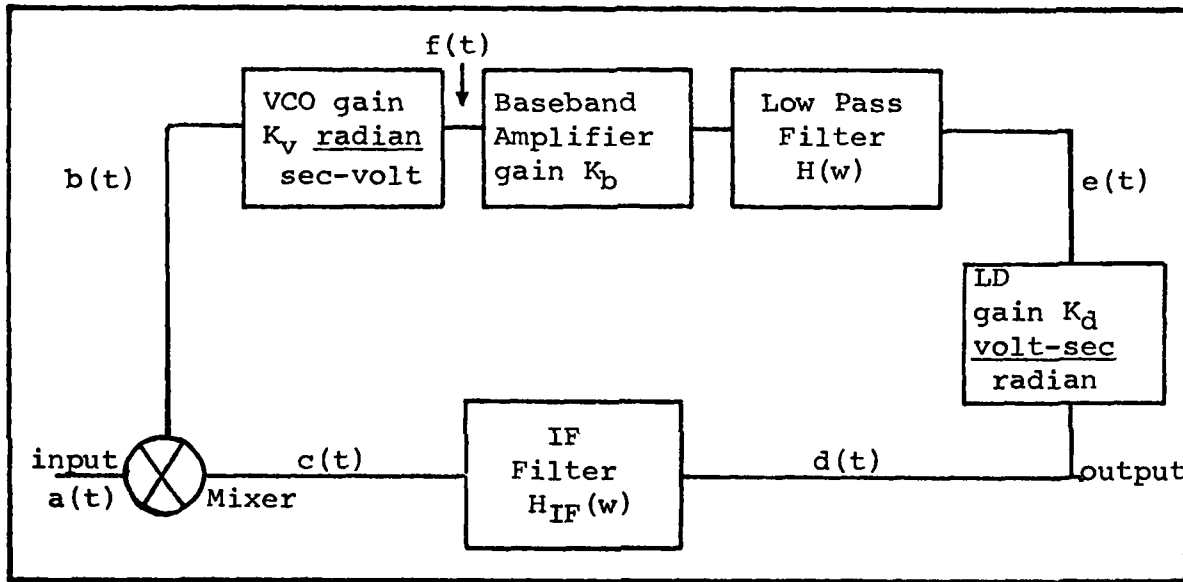 f(t)
VCO gain
K_v radian
sec-volt
Baseband
Amplifier
gain K_b
Low Pass
Filter
H(w)
b(t)
e(t)
LD
gain K_d
volt-sec
radian
input
a(t)
Mixer
c(t)
IF
Filter
H_IF(w)
d(t)
output